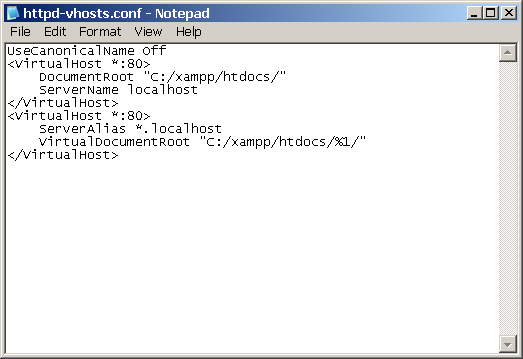 httpd-vhosts.conf - Notepad
File Edit Format View Help
UseCanonicalName Off
<VirtualHost *:80>
    DocumentRoot "C:/xampp/htdocs/"
    ServerName localhost
</VirtualHost>
<VirtualHost *:80>
    ServerAlias *.localhost
    VirtualDocumentRoot "C:/xampp/htdocs/%1/"
</VirtualHost>